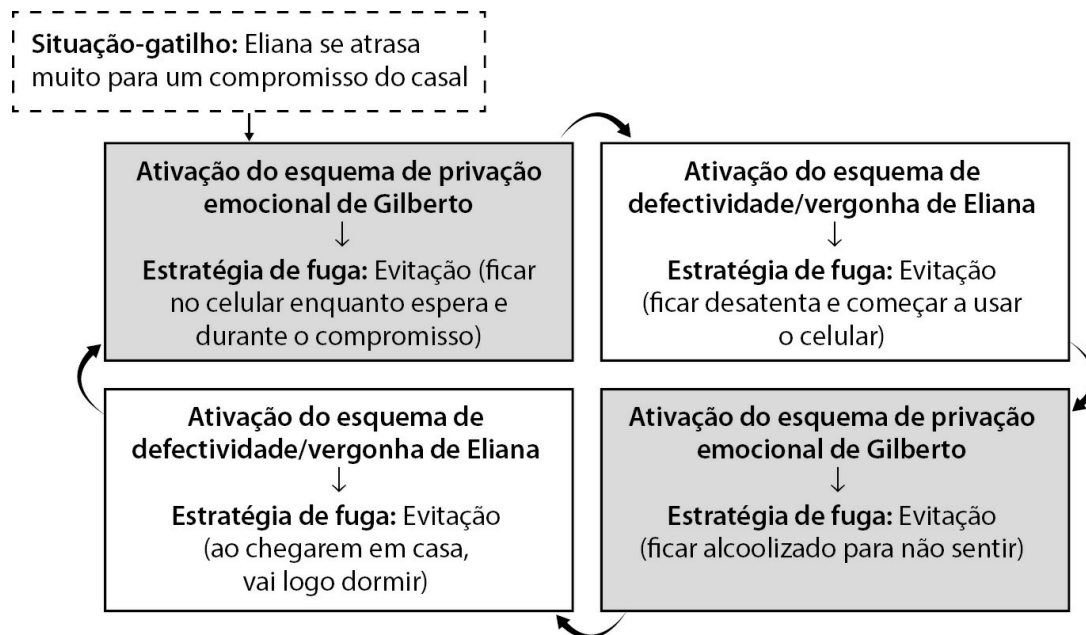 Situação-gatilho: Eliana se atrasa
muito para um compromisso do casal
Ativação do esquema de privação
emocional de Gilberto
↓
Estratégia de fuga: Evitação (ficar
no celular enquanto espera e
durante o compromisso)
Ativação do esquema de
defectividade/vergonha de Eliana
↓
Estratégia de fuga: Evitação
(ficar desatenta e começar a usar
o celular)
Ativação do esquema de
defectividade/vergonha de Eliana
↓
Estratégia de fuga: Evitação
(ao chegarem em casa,
vai logo dormir)
Ativação do esquema de privação
emocional de Gilberto
↓
Estratégia de fuga: Evitação
(ficar alcoolizado para não sentir)